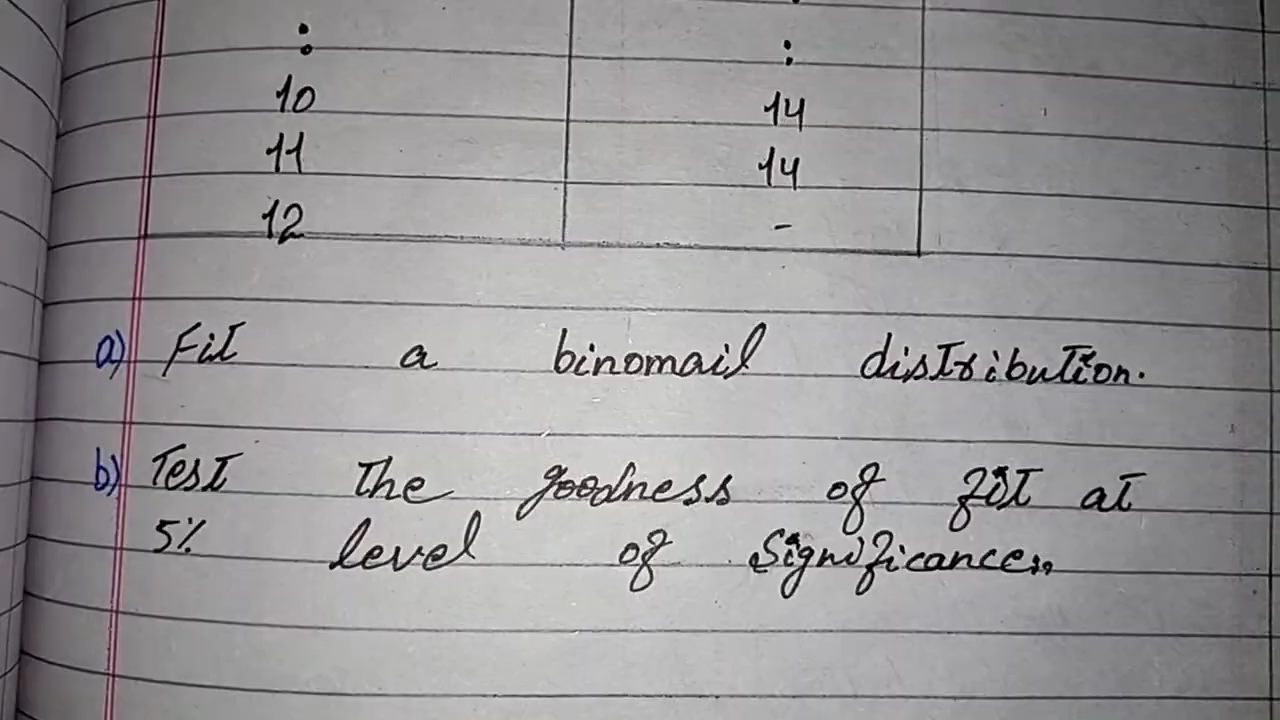 : :
10 14
11 14
12 -
a) Fit a binomail distribution.
b) Test the goodness of fit at
5% level of significance.,,